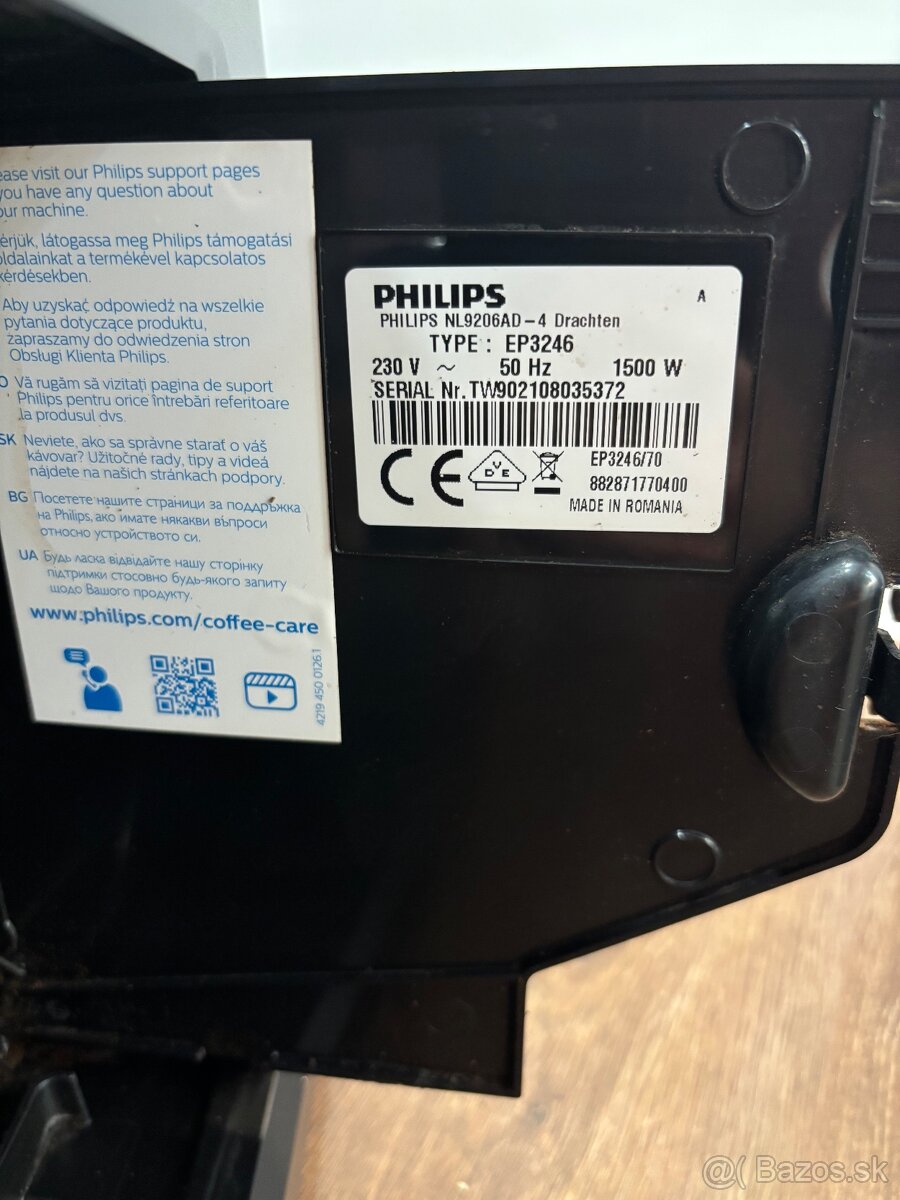 ease visit our Philips support pages
you have any question about
our machine.
érjük, látogassa meg Philips támogatási
oldalainkat a termékével kapcsolatos
kérdésekben.
Aby uzyskać odpowiedź na wszelkie
pytania dotyczące produktu,
zapraszamy do odwiedzenia stron
Obsługi Klienta Philips.
O Vă rugăm să vizitați pagina de suport
Philips pentru orice întrebări referitoare
la produsul dvs.
SK Neviete, ako sa správne starať o váš
kávovar? Užitočné rady, tipy a videá
nájdete na našich stránkach podpory.
BG Посетете нашите страници за поддръжка
на Philips, ако имате някакви въпроси
относно устройството си.
UA Будь ласка відвідайте нашу сторінку
підтримки стосовно будь-якого запиту
щодо Вашого продукту.
www.philips.com/coffee-care
4219 450 01261
PHILIPS A
PHILIPS NL9206AD-4 Drachten
TYPE : EP3246
230 V ~ 50 Hz 1500 W
SERIAL Nr. TW902108035372
CE DVE EP3246/70
882871770400
MADE IN ROMANIA
@( Bazos.sk